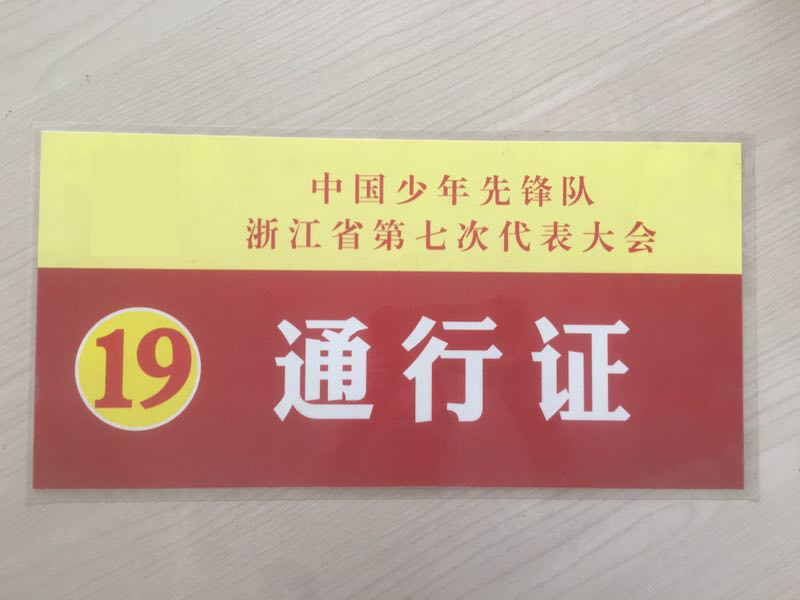 中国少年先锋队
浙江省第七次代表大会
19
通行证